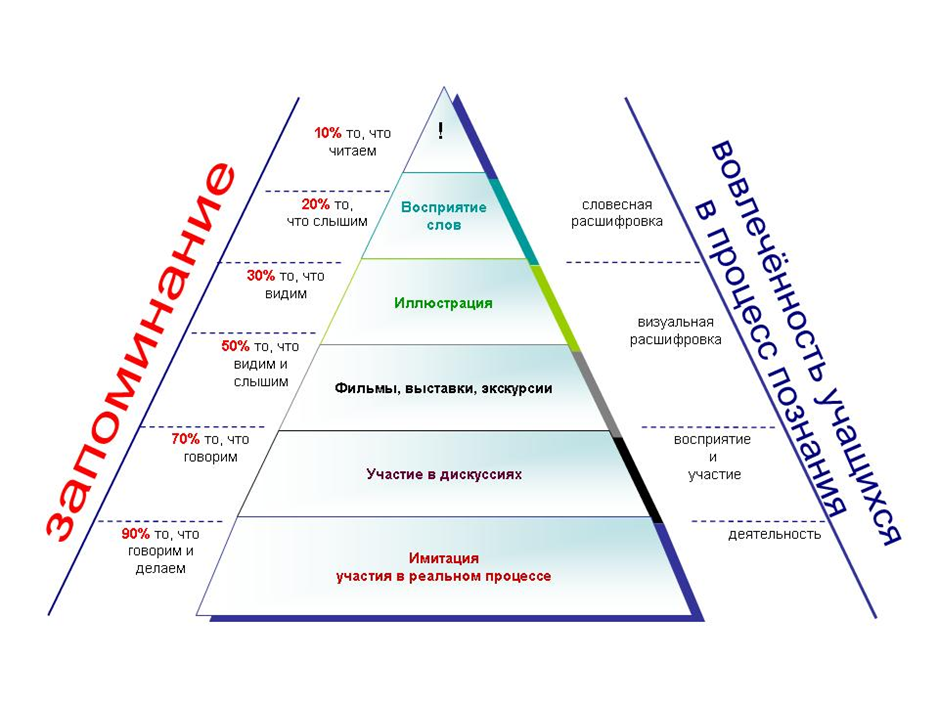 Запоминание
10% то, что
читаем
20% то,
что слышим
30% то, что
видим
50% то, что
видим и
слышим
70% то, что
говорим
90% то, что
говорим и
делаем
!
Восприятие
слов
Иллюстрация
Фильмы, выставки, экскурсии
Участие в дискуссиях
Имитация
участия в реальном процессе
словесная
расшифровка
визуальная
расшифровка
восприятие
и
участие
деятельность
вовлечённость учащихся
в процесс познания